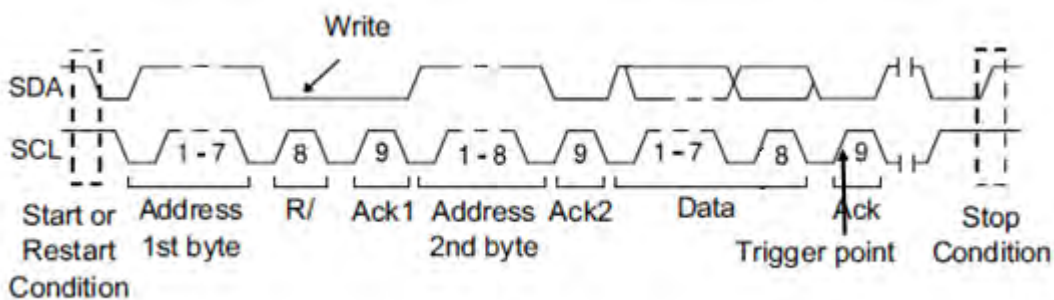 Write
SDA
SCL
1 - 7
8
9
1 - 8
9
1 - 7
8
9
Start or
Restart
Condition
Address
1st byte
R/
Ack1
Address
2nd byte
Ack2
Data
Ack
Trigger point
Stop
Condition